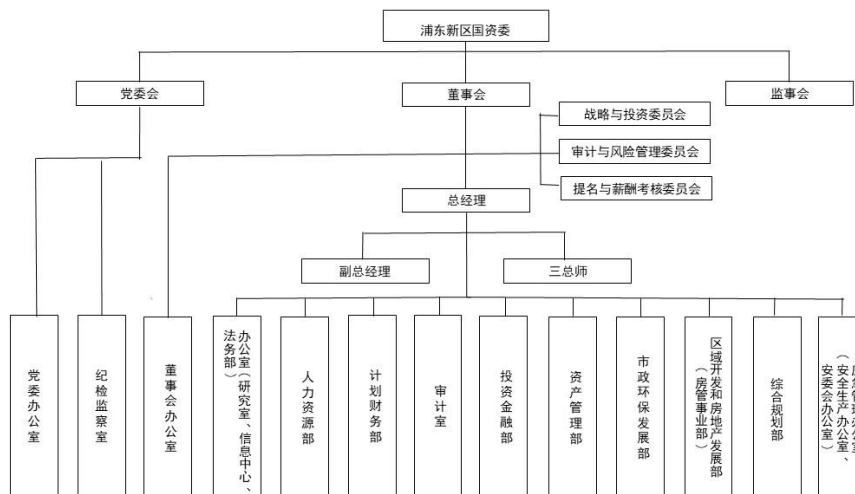 浦东新区国资委
党委会
董事会
监事会
战略与投资委员会
审计与风险管理委员会
提名与薪酬考核委员会
总经理
副总经理
三总师
党委办公室
纪检监察室
董事会办公室
办公室（研究室、信息中心、
法务部）
人力资源部
计划财务部
审计室
投资金融部
资产管理部
市政环保发展部
区域开发和房地产发展部
（房管事业部）
综合规划部
（安全生产办公室、
安委会办公室）